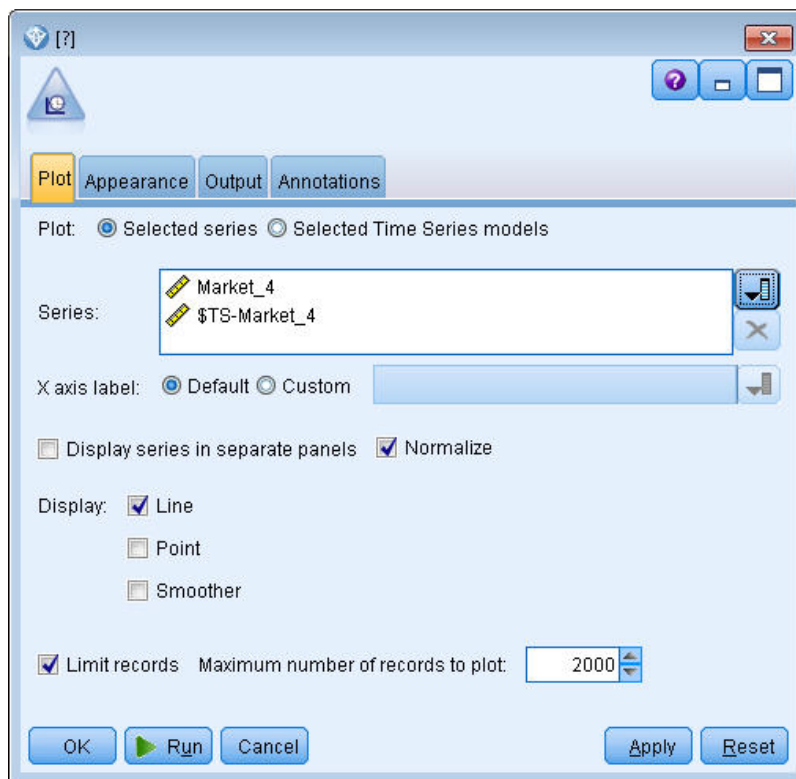 [?]
Plot Appearance Output Annotations
Plot: Selected series Selected Time Series models
Series: Market_4
$TS-Market_4
X axis label: Default Custom
Display series in separate panels Normalize
Display: Line
Point
Smoother
Limit records Maximum number of records to plot: 2000
OK Run Cancel Apply Reset